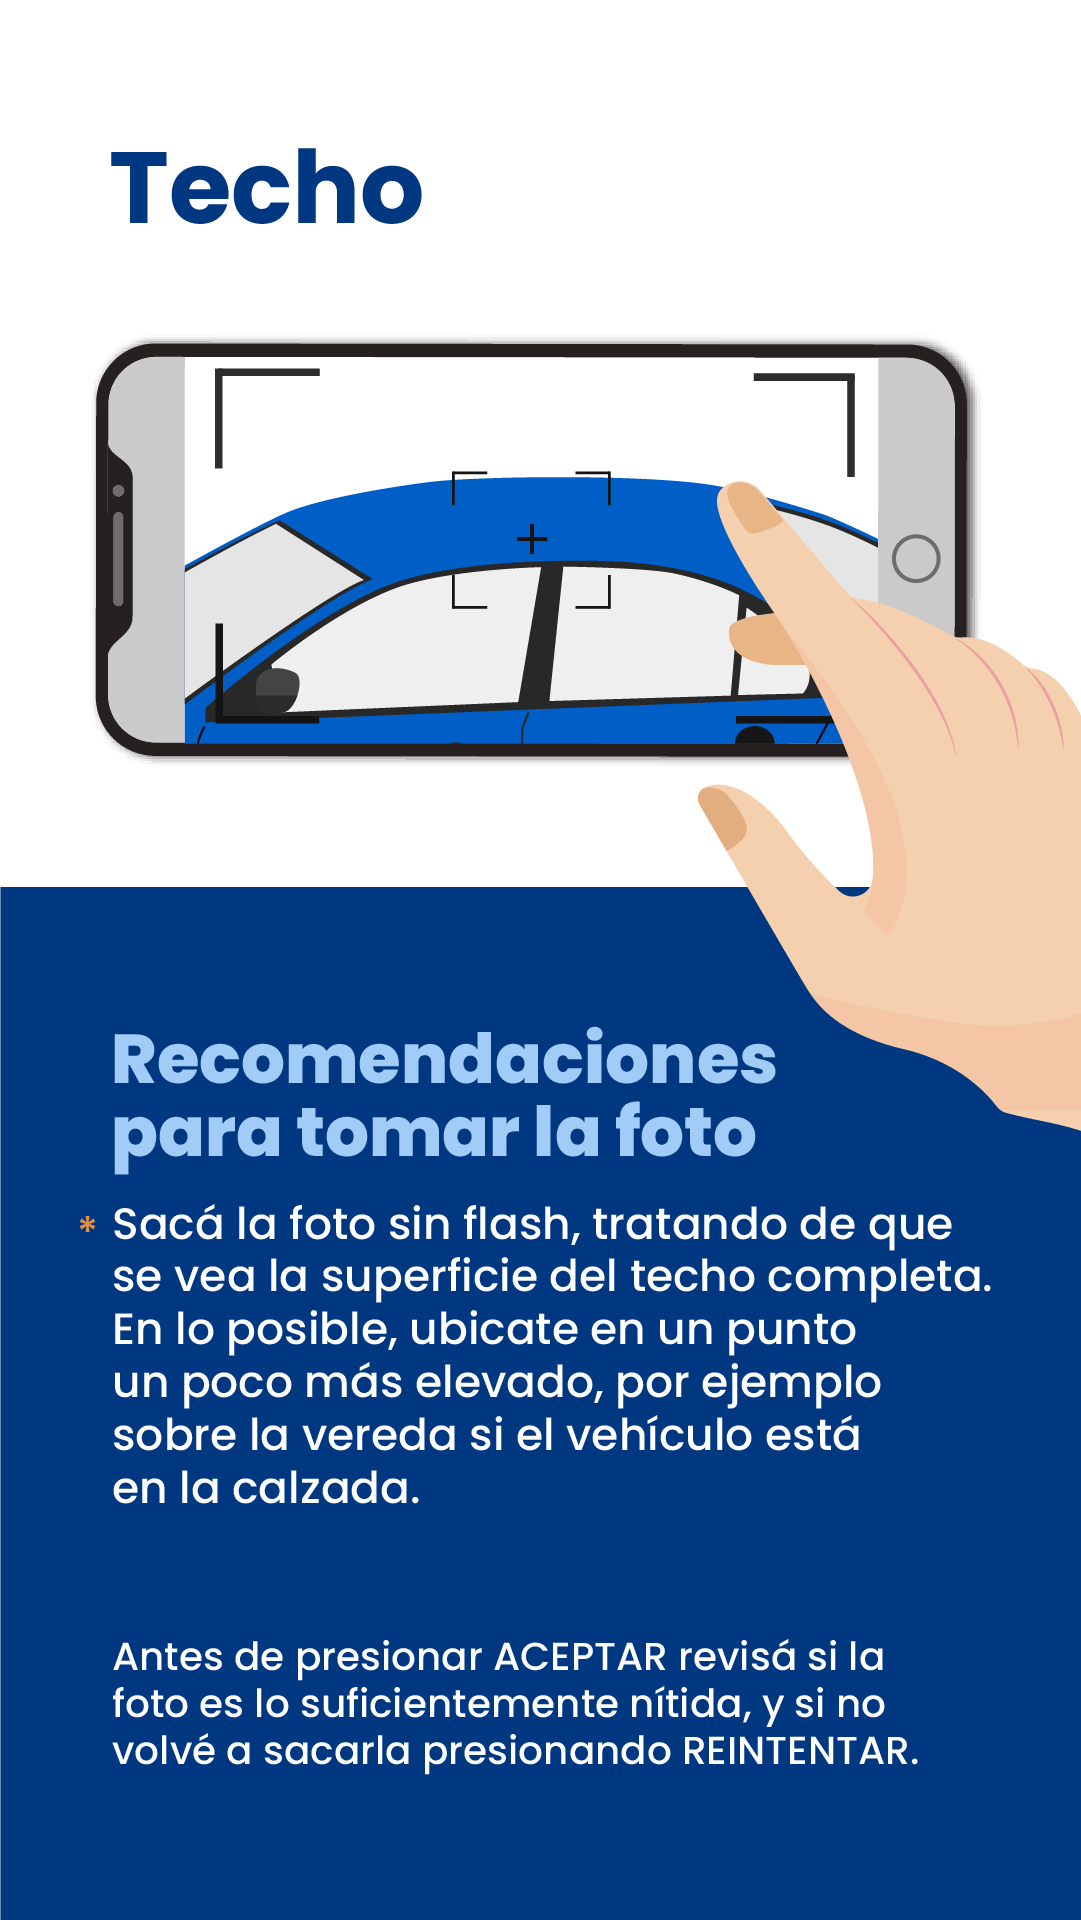 Techo
Recomendaciones
para tomar la foto
* Sacá la foto sin flash, tratando de que
se vea la superficie del techo completa.
En lo posible, ubicate en un punto
un poco más elevado, por ejemplo
sobre la vereda si el vehículo está
en la calzada.
Antes de presionar ACEPTAR revisá si la
foto es lo suficientemente nítida, y si no
volvé a sacarla presionando REINTENTAR.